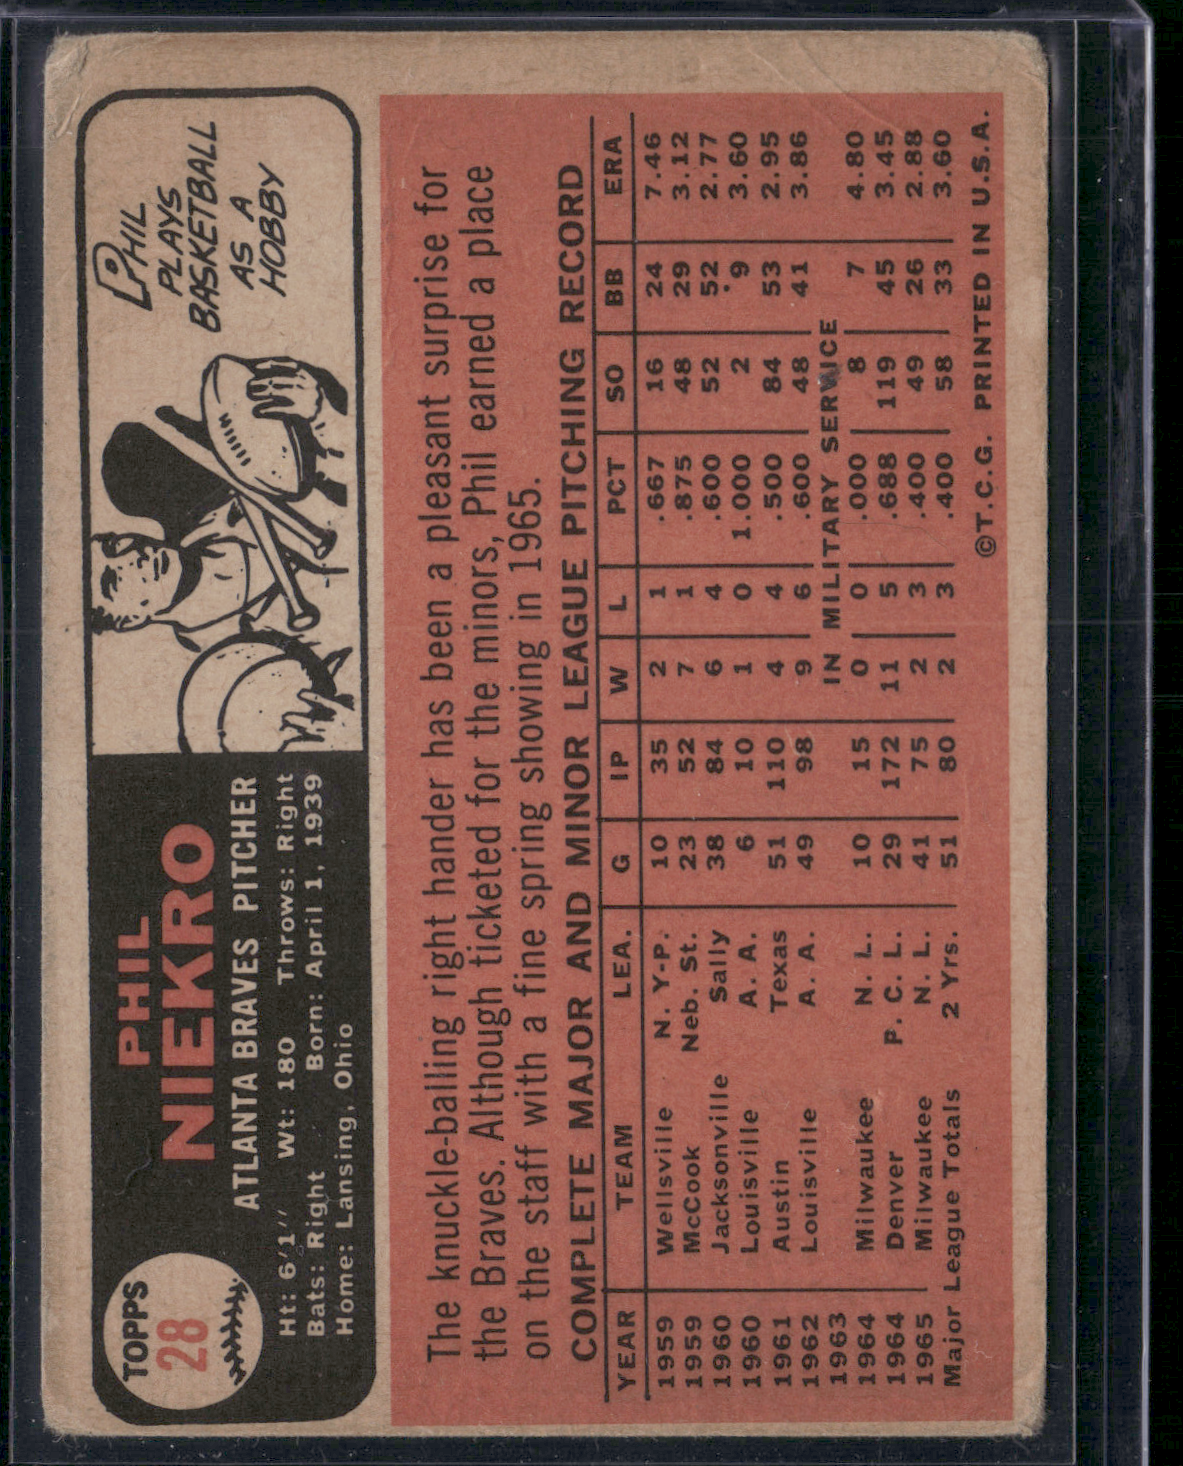 TOPPS
28
PHIL
NIEKRO
ATLANTA BRAVES PITCHER
Ht: 6'1" Wt: 180 Throws: Right
Bats: Right Born: April 1, 1939
Home: Lansing, Ohio
PHIL
PLAYS
BASKETBALL
AS A
HOBBY
The knuckle-balling right hander has been a pleasant surprise for
the Braves. Although ticketed for the minors, Phil earned a place
on the staff with a fine spring showing in 1965.
COMPLETE MAJOR AND MINOR LEAGUE PITCHING RECORD
YEAR TEAM LEA. G IP W L PCT SO BB ERA
1959 Wellsville N. Y-P. 10 35 2 1 .667 16 24 7.46
1959 McCook Neb. St. 23 52 7 1 .875 48 29 3.12
1960 Jacksonville Sally 38 84 6 4 .600 52 52 2.77
1960 Louisville A. A. 6 10 1 0 1.000 2 9 3.60
1961 Austin Texas 51 110 4 4 .500 84 53 2.95
1962 Louisville A. A. 49 98 9 6 .600 48 41 3.86
1963 IN MILITARY SERVICE
1964 Milwaukee N. L. 10 15 0 0 .000 8 7 4.80
1964 Denver P. C. L. 29 172 11 5 .688 119 45 3.45
1965 Milwaukee N. L. 41 75 2 3 .400 49 26 2.88
Major League Totals 2 Yrs. 51 80 2 3 .400 58 33 3.60
©T.C.G. PRINTED IN U.S.A.